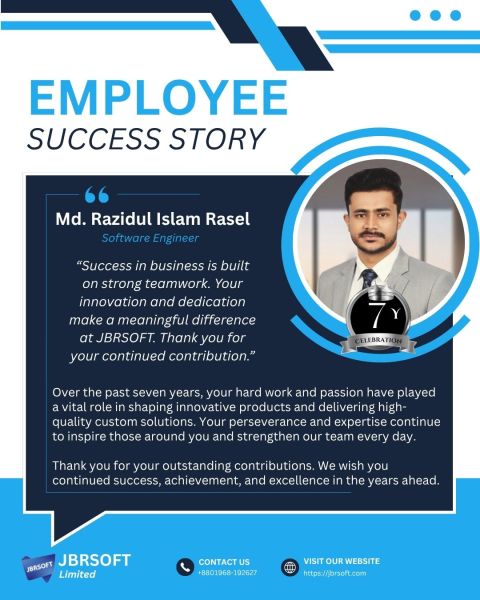 EMPLOYEE
SUCCESS STORY
Md. Razidul Islam Rasel
Software Engineer
“Success in business is built
on strong teamwork. Your
innovation and dedication
make a meaningful difference
at JBRSOFT. Thank you for
your continued contribution.”
7 Y
CELEBRATION
Over the past seven years, your hard work and passion have played
a vital role in shaping innovative products and delivering high-
quality custom solutions. Your perseverance and expertise continue
to inspire those around you and strengthen our team every day.
Thank you for your outstanding contributions. We wish you
continued success, achievement, and excellence in the years ahead.
JBRSOFT
JBRSOFT
Limited
CONTACT US
+8801968-192627
VISIT OUR WEBSITE
https://jbrsoft.com